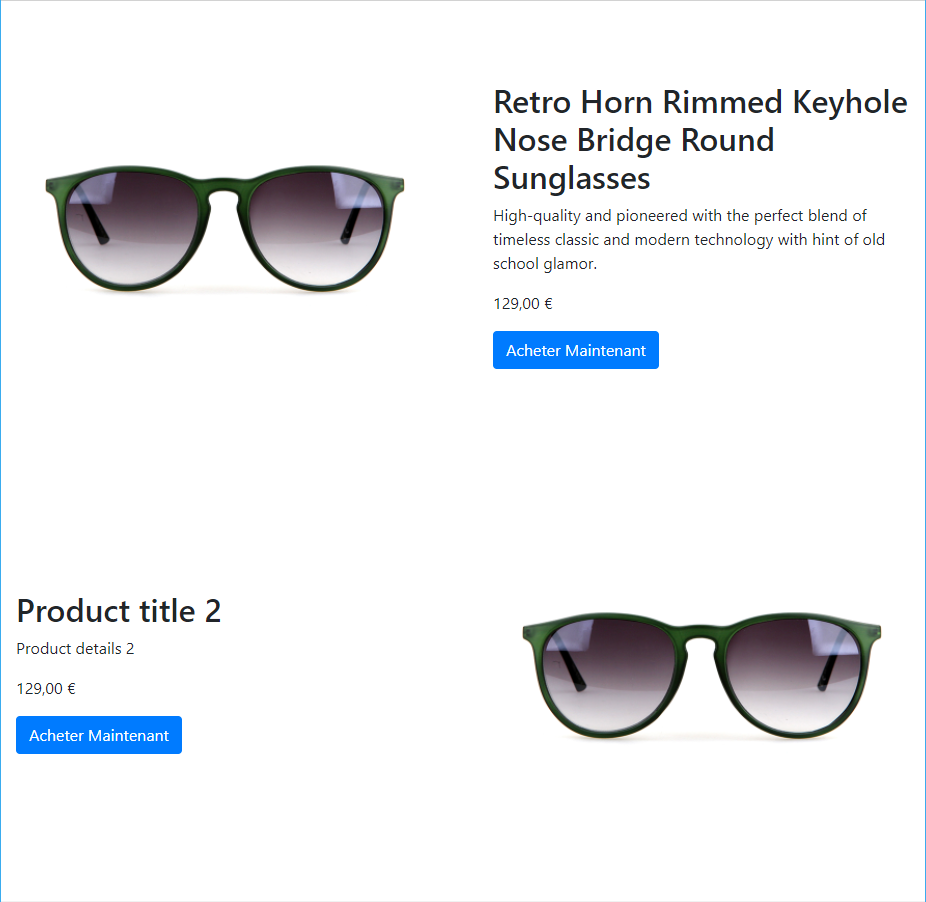 Retro Horn Rimmed Keyhole
Nose Bridge Round
Sunglasses
High-quality and pioneered with the perfect blend of
timeless classic and modern technology with hint of old
school glamor.
129,00 €
Acheter Maintenant
Product title 2
Product details 2
129,00 €
Acheter Maintenant